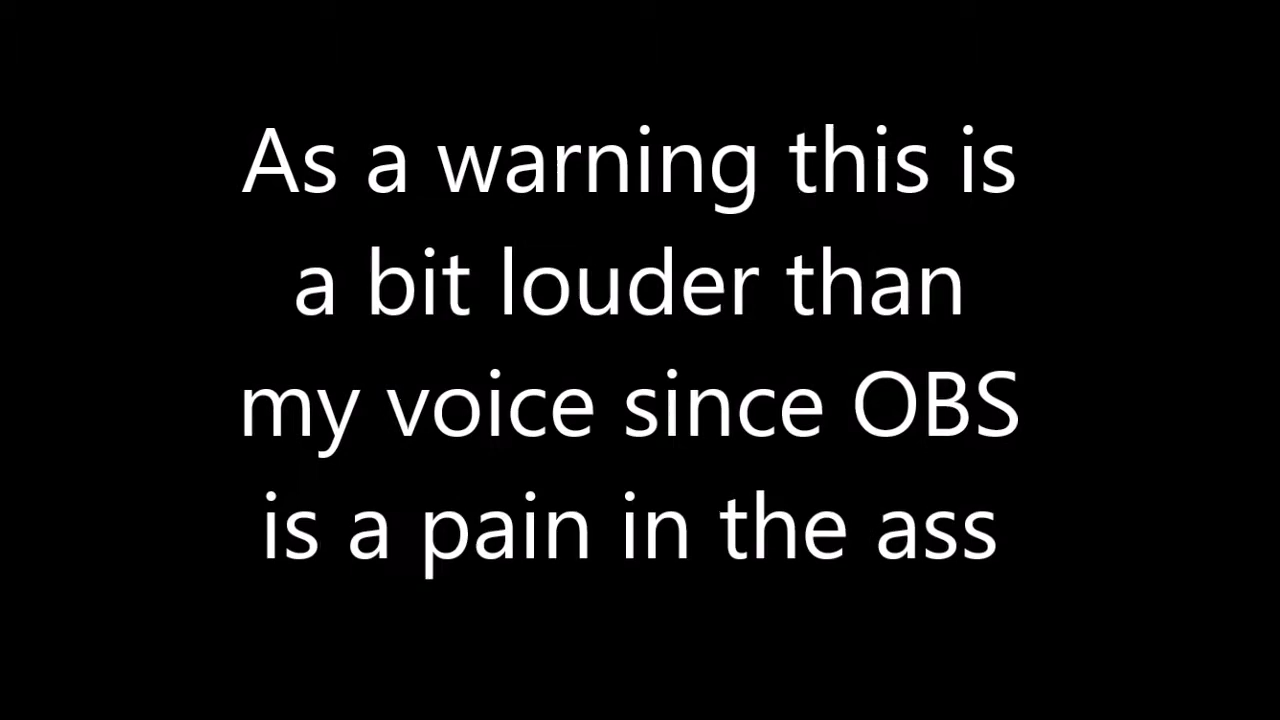 As a warning this is
a bit louder than
my voice since OBS
is a pain in the ass